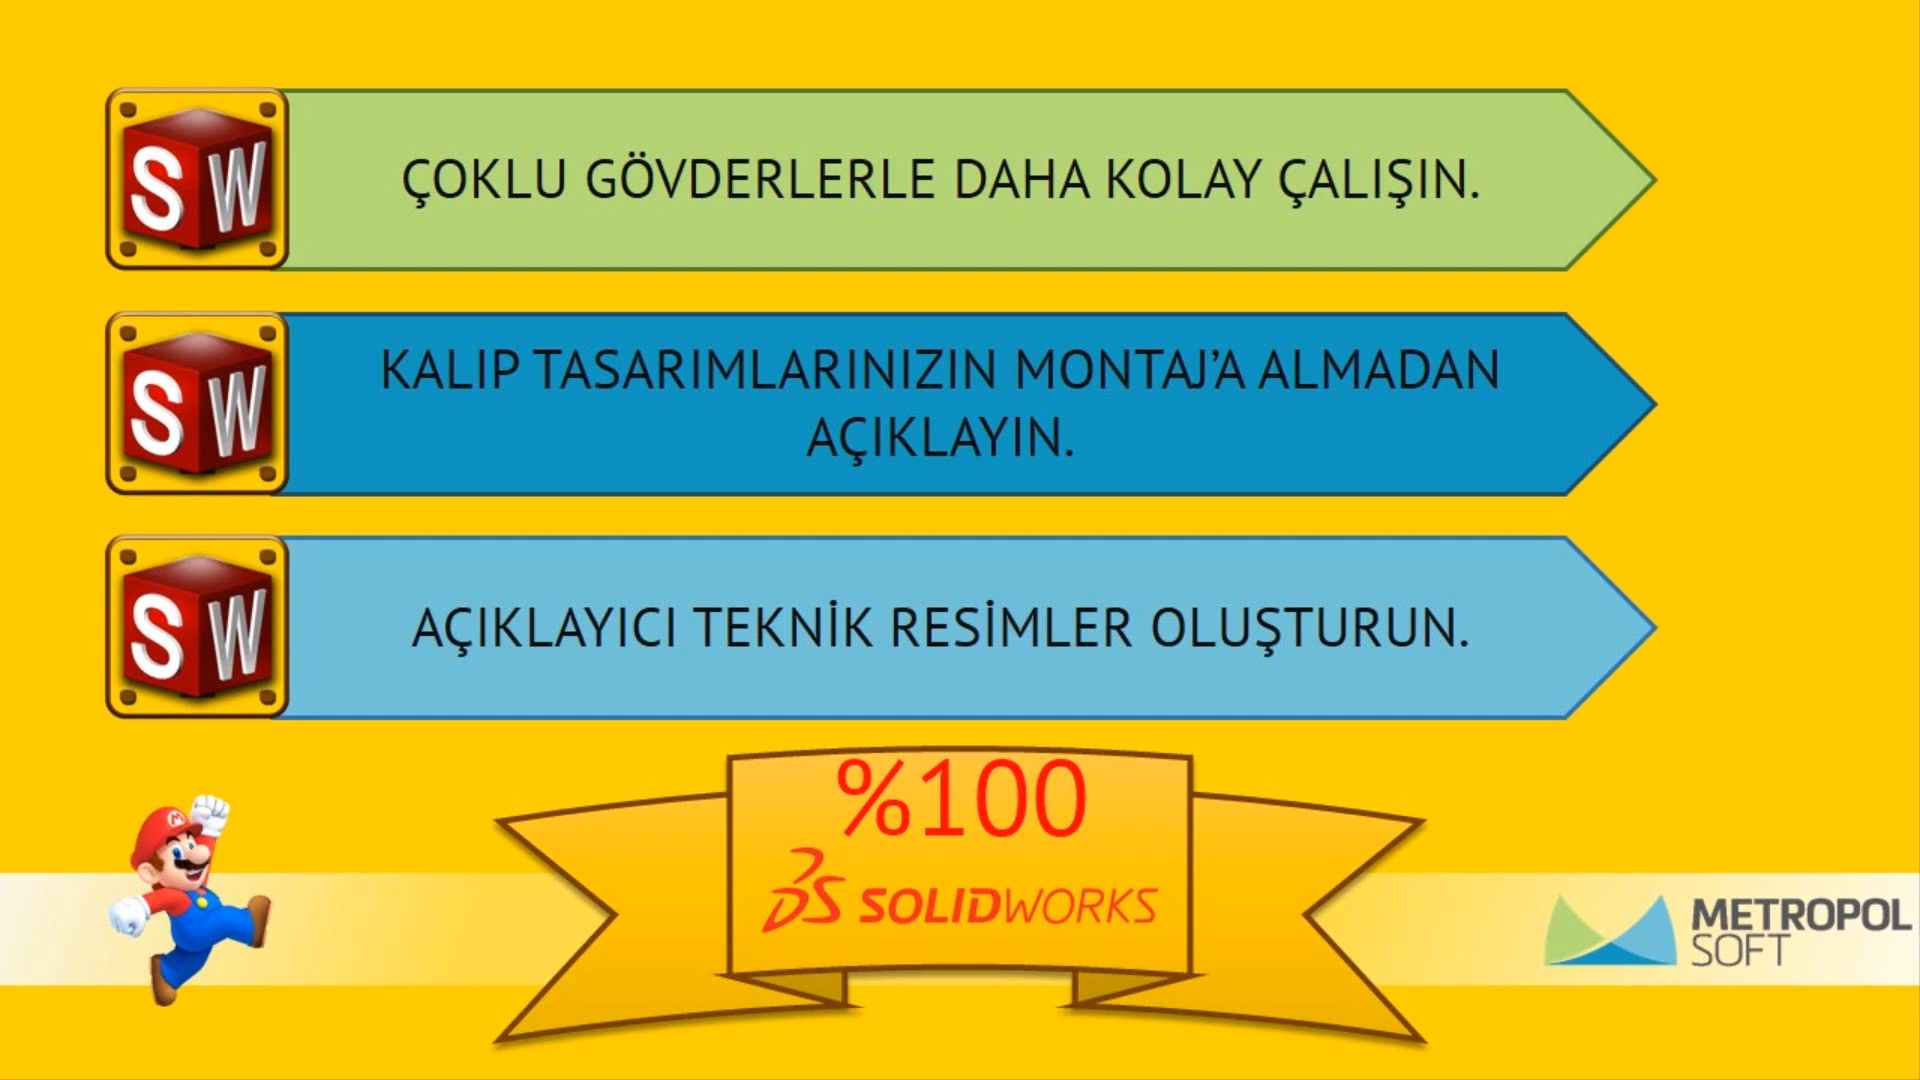 SW
ÇOKLU GÖVDERLERLE DAHA KOLAY ÇALIŞIN.
SW
KALIP TASARIMLARINIZIN MONTAJ’A ALMADAN
AÇIKLAYIN.
SW
AÇIKLAYICI TEKNİK RESİMLER OLUŞTURUN.
%100
3DS SOLIDWORKS
M
METROPOL
SOFT